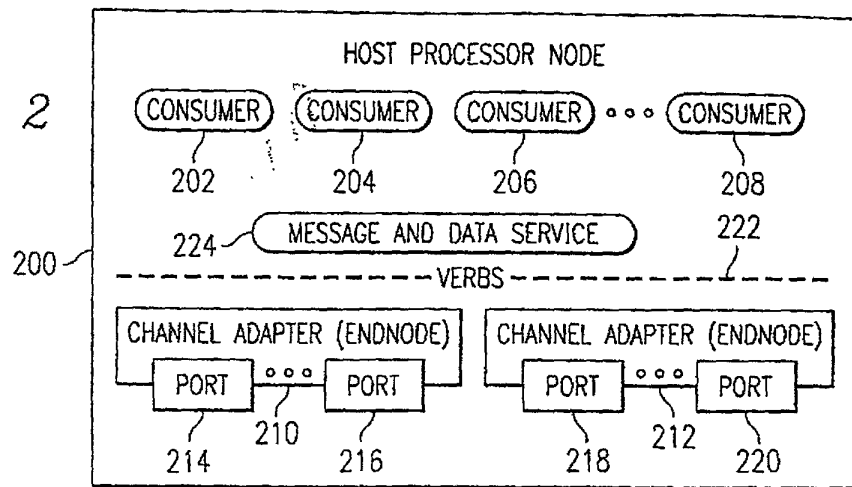 HOST PROCESSOR NODE
2
CONSUMER CONSUMER CONSUMER CONSUMER
202 204 206 208
224 MESSAGE AND DATA SERVICE 222
200
VERBS
CHANNEL ADAPTER (ENDNODE) CHANNEL ADAPTER (ENDNODE)
PORT PORT PORT PORT
214 210 216 218 212 220